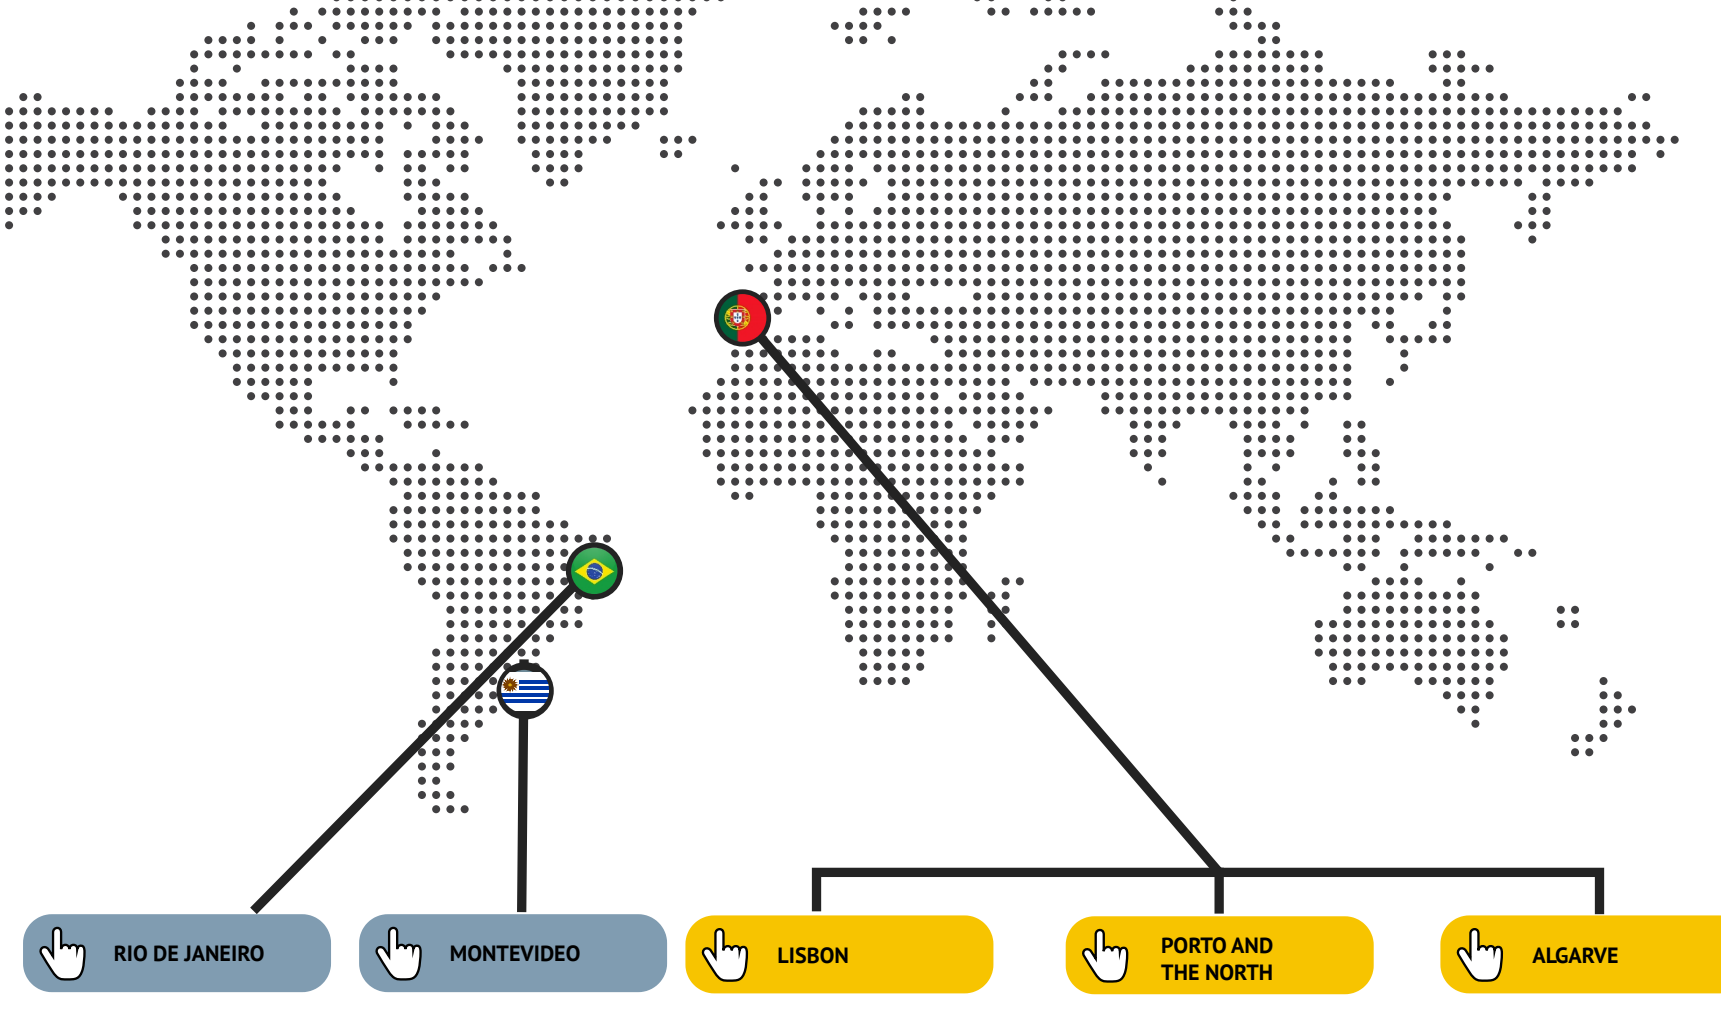 RIO DE JANEIRO
MONTEVIDEO
LISBON
PORTO AND
THE NORTH
ALGARVE